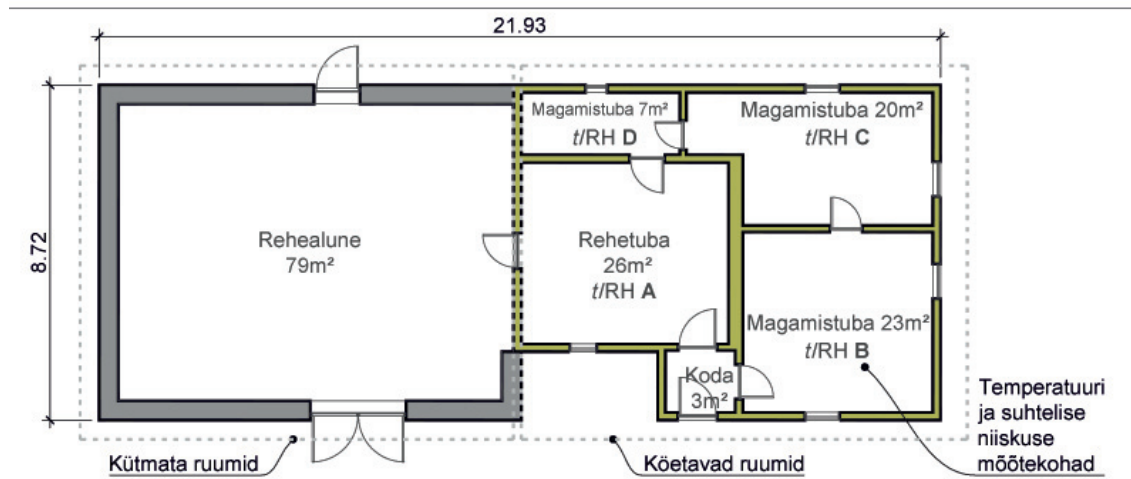 21.93
8.72
Magamistuba 7m²
t/RH D
Magamistuba 20m²
t/RH C
Rehealune
79m²
Rehetuba
26m²
t/RH A
Magamistuba 23m²
t/RH B
Koda
3m²
Temperatuuri
ja suhtelise
niiskuse
mõõtekohad
Kütmata ruumid
Köetavad ruumid